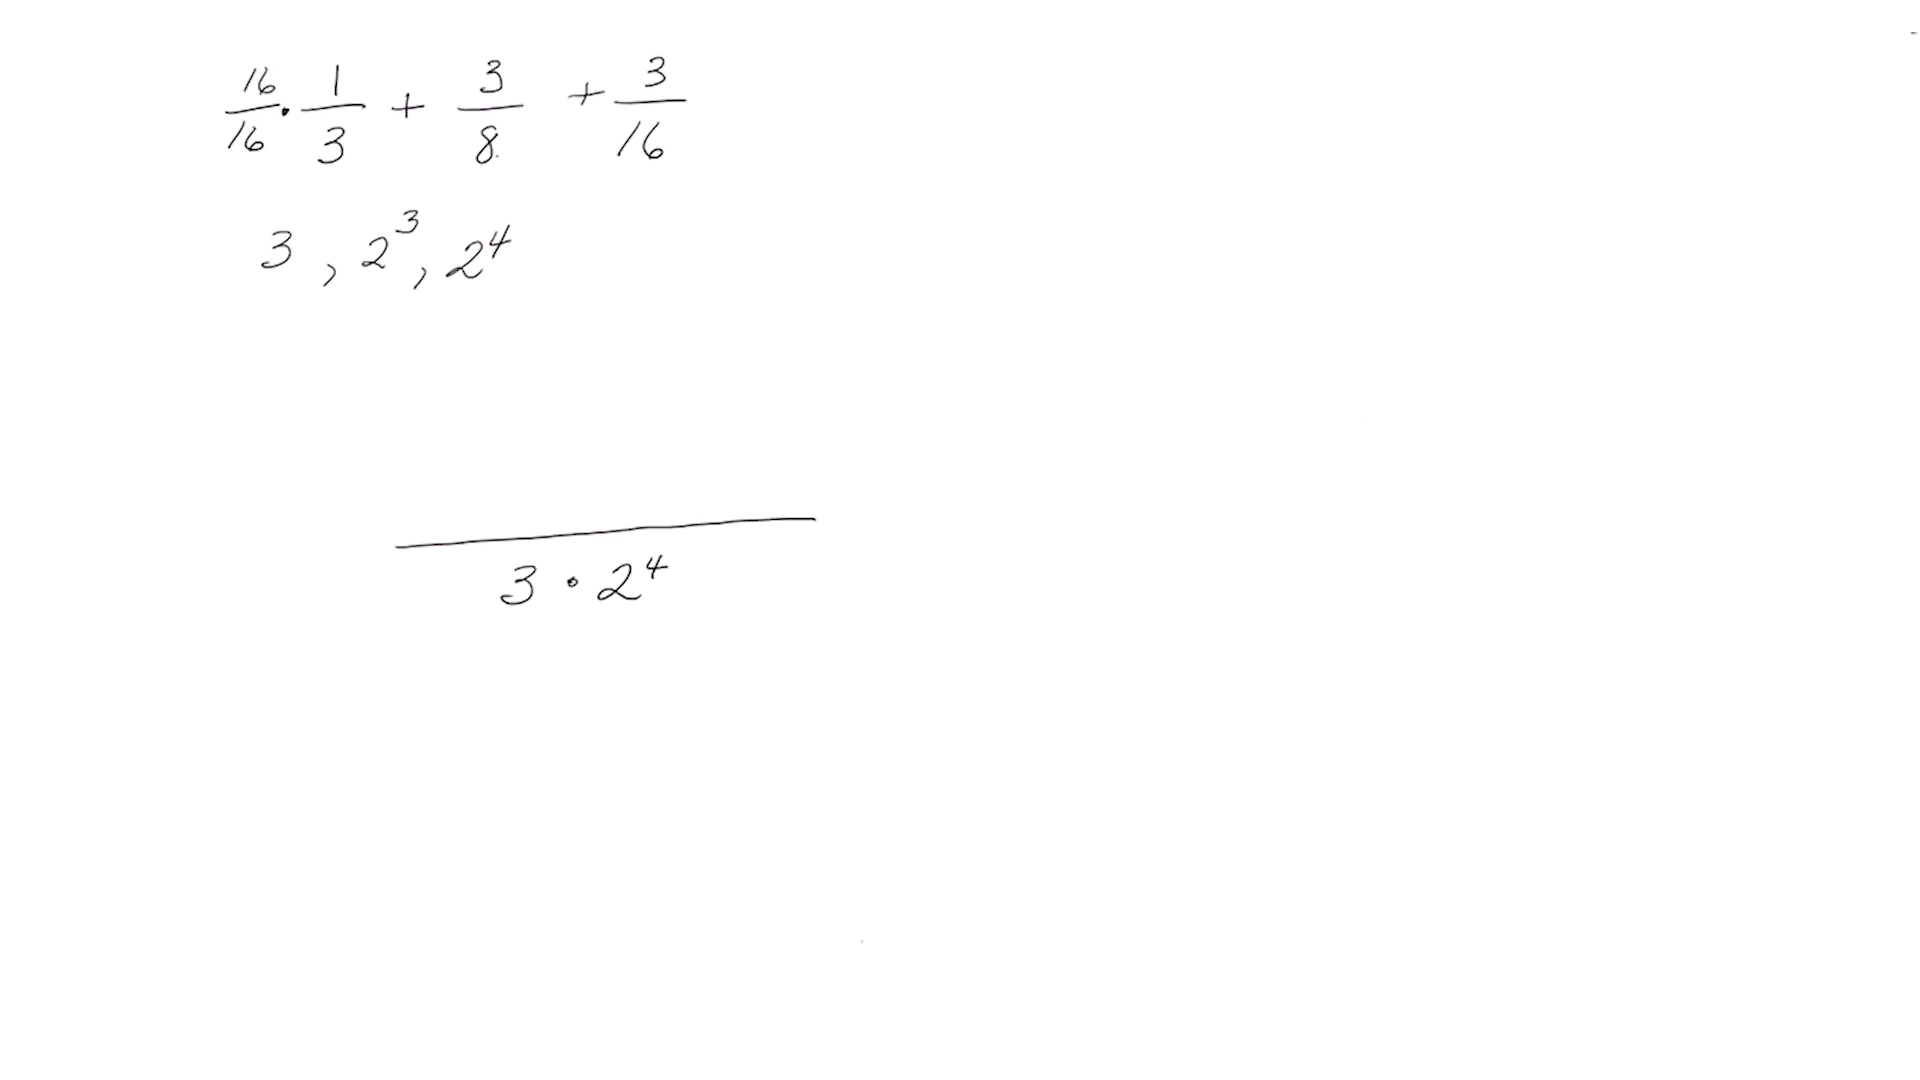 16/16 · 1/3 + 3/8 + 3/16
3, 2^3, 2^4
/ 3 · 2^4